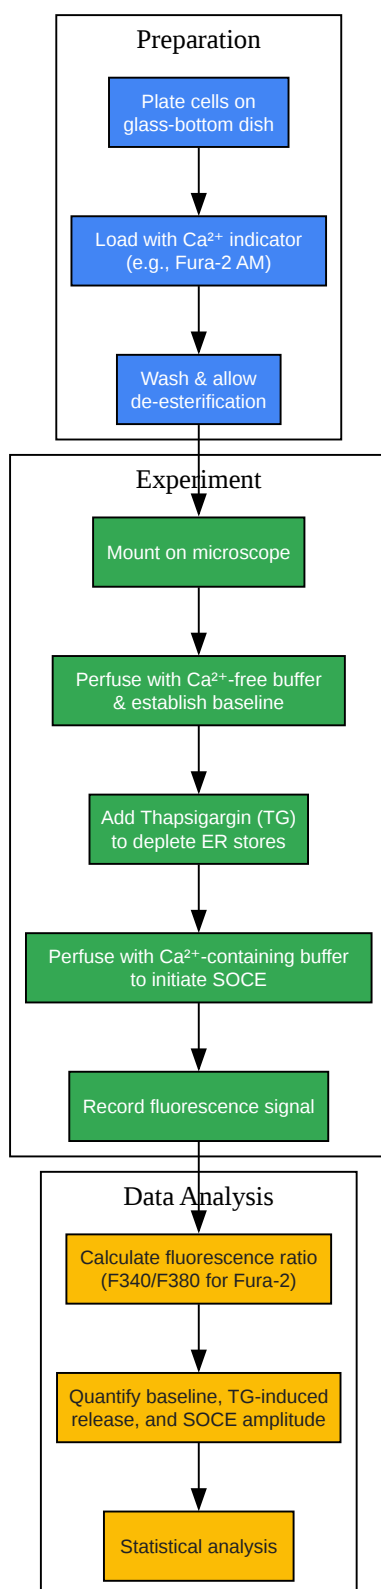 Preparation
Plate cells on
glass-bottom dish
Load with Ca²⁺ indicator
(e.g., Fura-2 AM)
Wash & allow
de-esterification
Experiment
Mount on microscope
Perfuse with Ca²⁺-free buffer
& establish baseline
Add Thapsigargin (TG)
to deplete ER stores
Perfuse with Ca²⁺-containing buffer
to initiate SOCE
Record fluorescence signal
Data Analysis
Calculate fluorescence ratio
(F340/F380 for Fura-2)
Quantify baseline, TG-induced
release, and SOCE amplitude
Statistical analysis